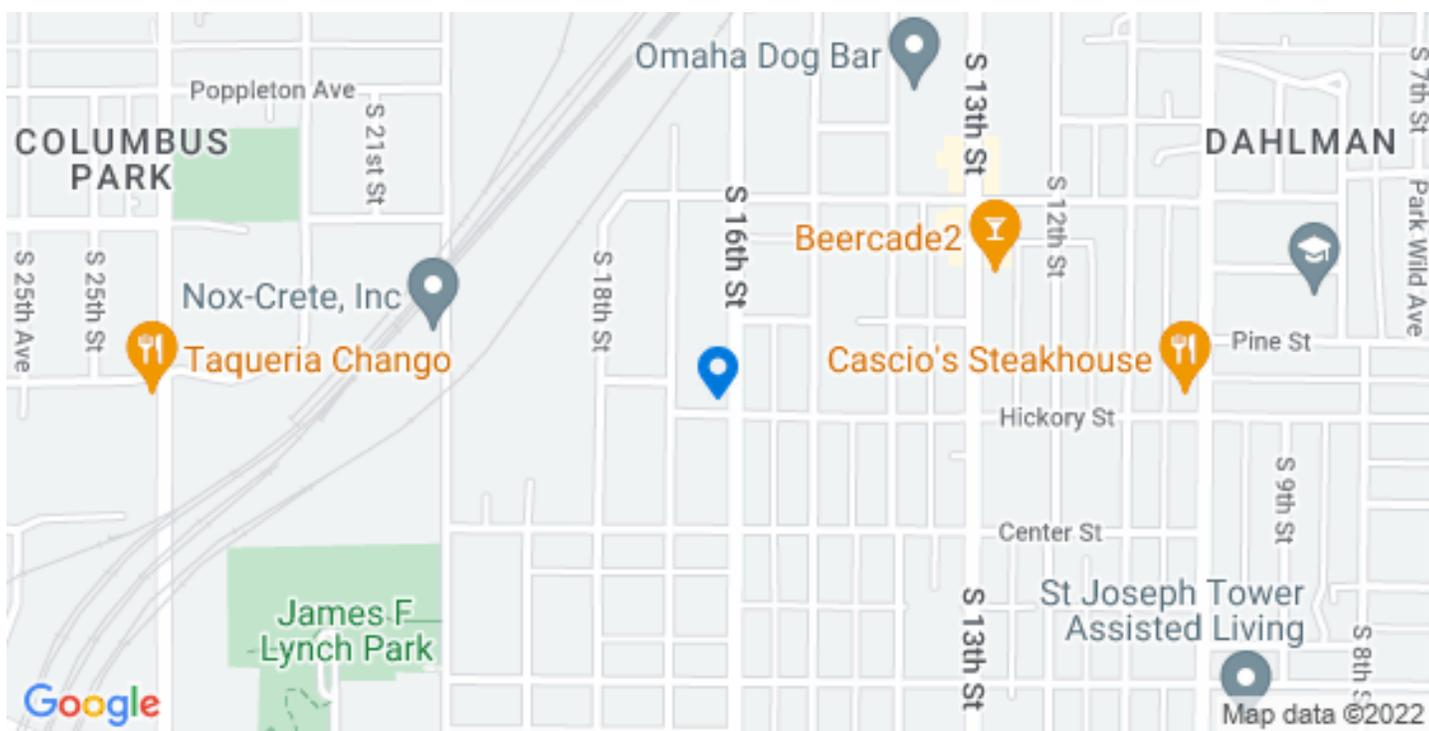 Omaha Dog Bar
Poppleton Ave
S 13th St
S 7th St
COLUMBUS
PARK
S 21st St
DAHLMAN
S 16th St
S 12th St
Park Wild Ave
Beercade2
S 25th Ave
S 25th St
S 18th St
Nox-Crete, Inc
Taqueria Chango
Cascio's Steakhouse
Pine St
Hickory St
S 9th St
Center St
James F
Lynch Park
S 13th St
St Joseph Tower
Assisted Living
S 8th St
Google
Map data ©2022